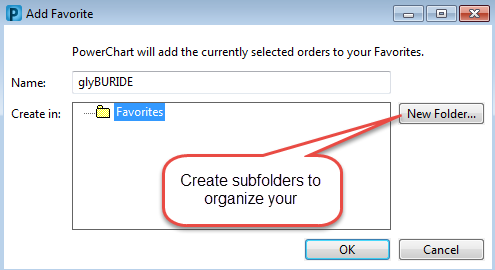 Add Favorite
PowerChart will add the currently selected orders to your Favorites.
Name: glyBURIDE
Create in: Favorites New Folder...
Create subfolders to
organize your
OK Cancel